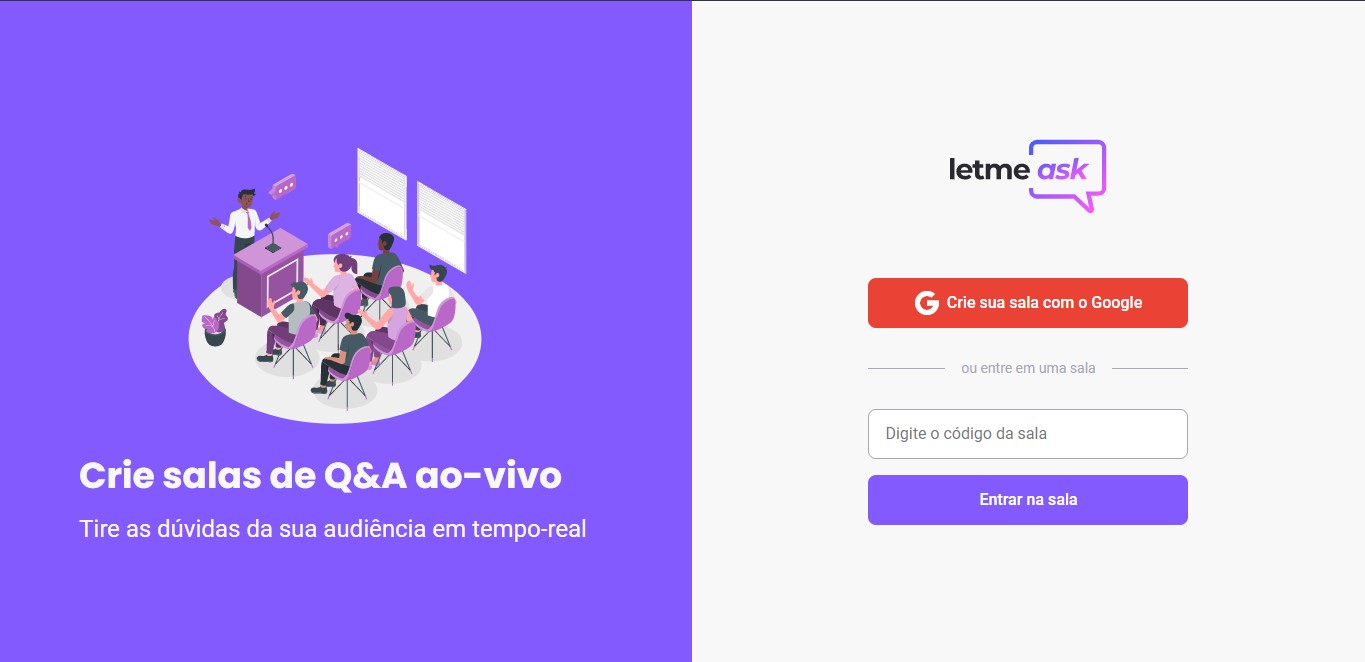 Crie salas de Q&A ao-vivo
Tire as dúvidas da sua audiência em tempo-real
letme ask
Crie sua sala com o Google
ou entre em uma sala
Digite o código da sala
Entrar na sala